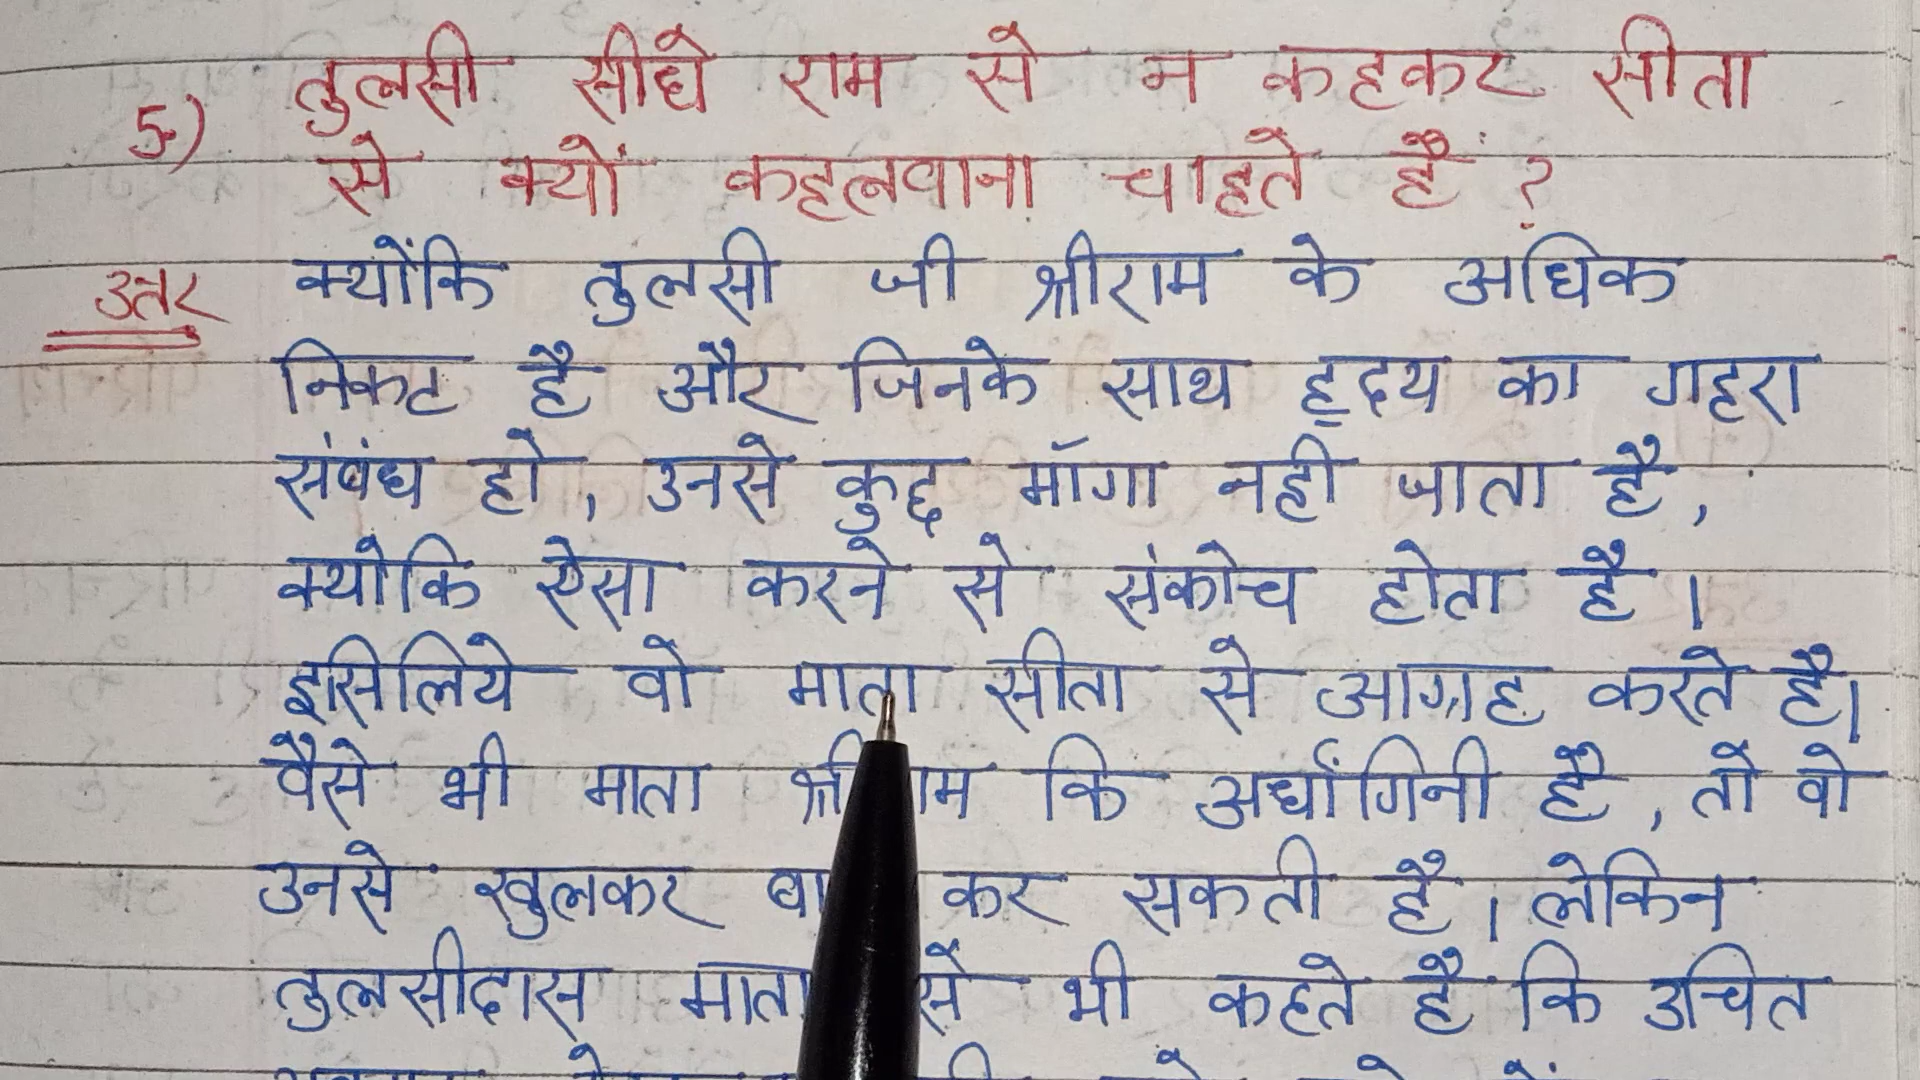 5) तुलसी सीधे राम से न कहकर सीता
से क्यों कहलवाना चाहते हैं ?
उत्तर क्योंकि तुलसी जी श्रीराम के अधिक
निकट है और जिनके साथ हृदय का गहरा
संबंध हो, उनसे कुछ माँगा नही जाता है,
क्योकि ऐसा करने से संकोच होता है।
इसिलिये वो माता सीता से आग्रह करते है।
वैसे भी माता कि अर्धांगिनी है, तो वो
उनसे खुलकर कर सकती है। लेकिन
तुलसीदास माता से भी कहते है कि उचित